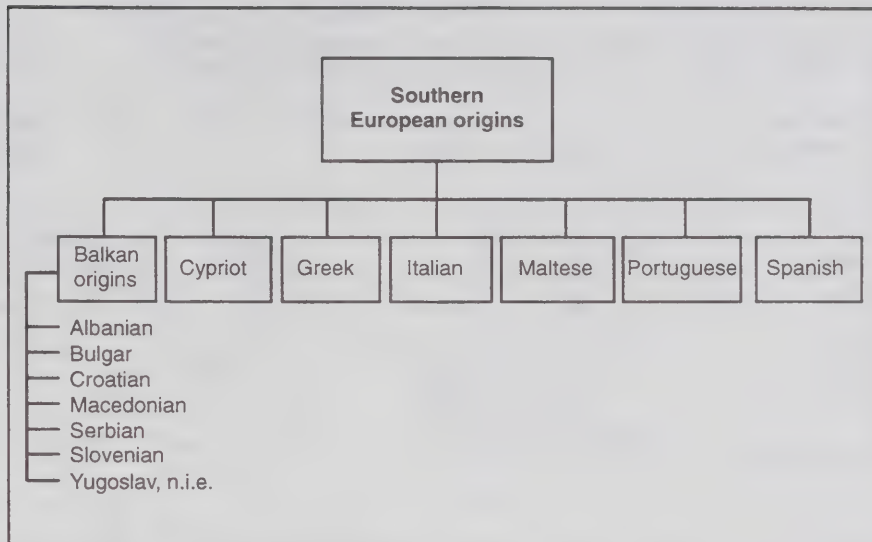 Southern
European origins
Balkan
origins
Cypriot
Greek
Italian
Maltese
Portuguese
Spanish
Albanian
Bulgar
Croatian
Macedonian
Serbian
Slovenian
Yugoslav, n.i.e.